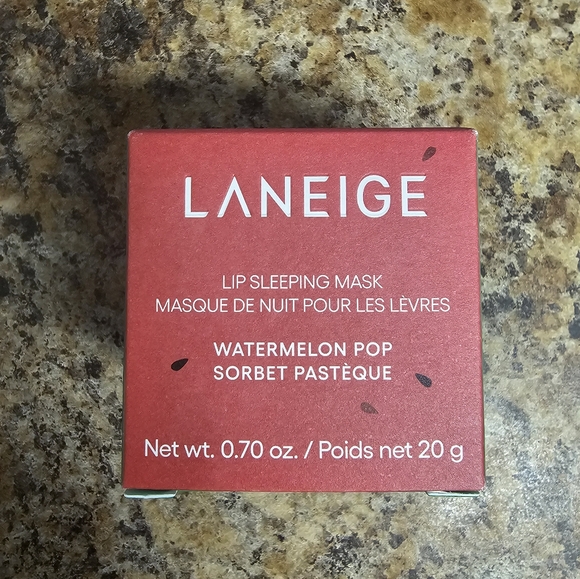 LANEIGE
LIP SLEEPING MASK
MASQUE DE NUIT POUR LES LÈVRES
WATERMELON POP
SORBET PASTÈQUE
Net wt. 0.70 oz. / Poids net 20 g